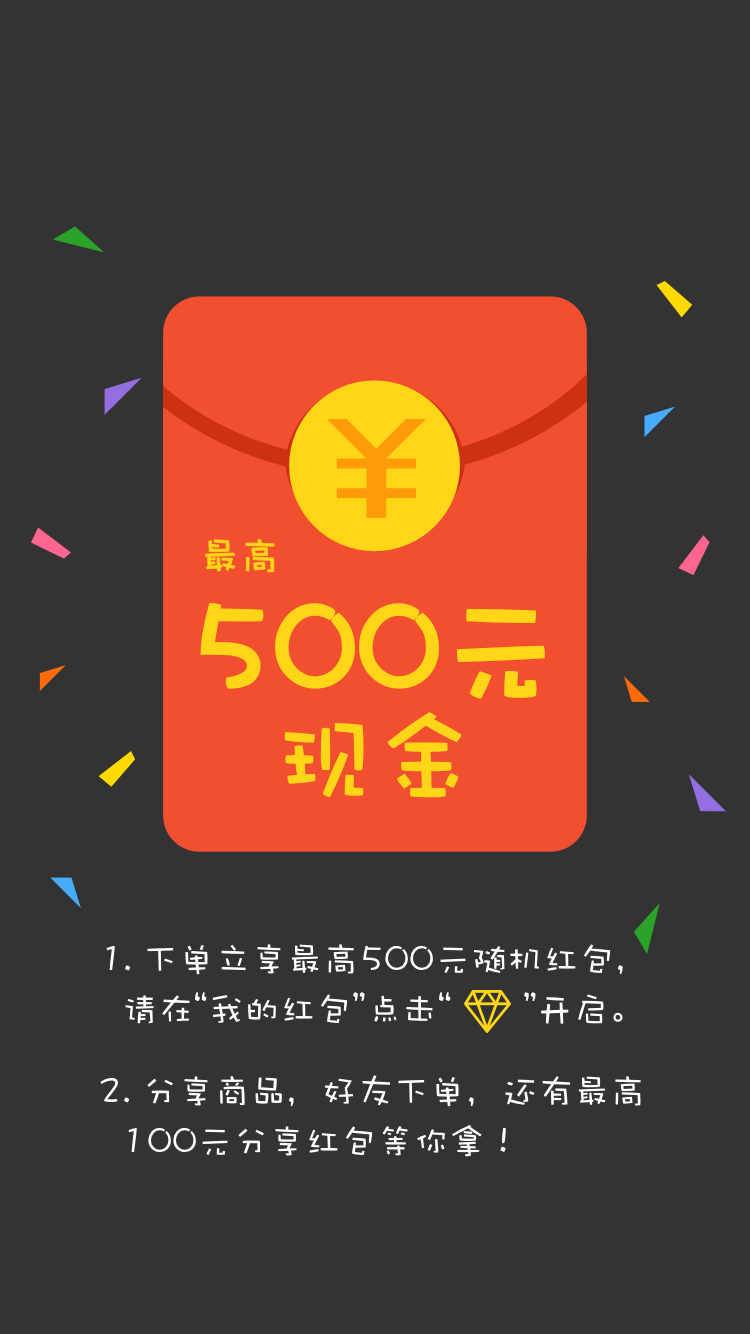 ¥
最高
500元
现金
1. 下单立享最高500元随机红包，
请在“我的红包”点击“ ”开启。
2. 分享商品，好友下单，还有最高
100元分享红包等你拿！